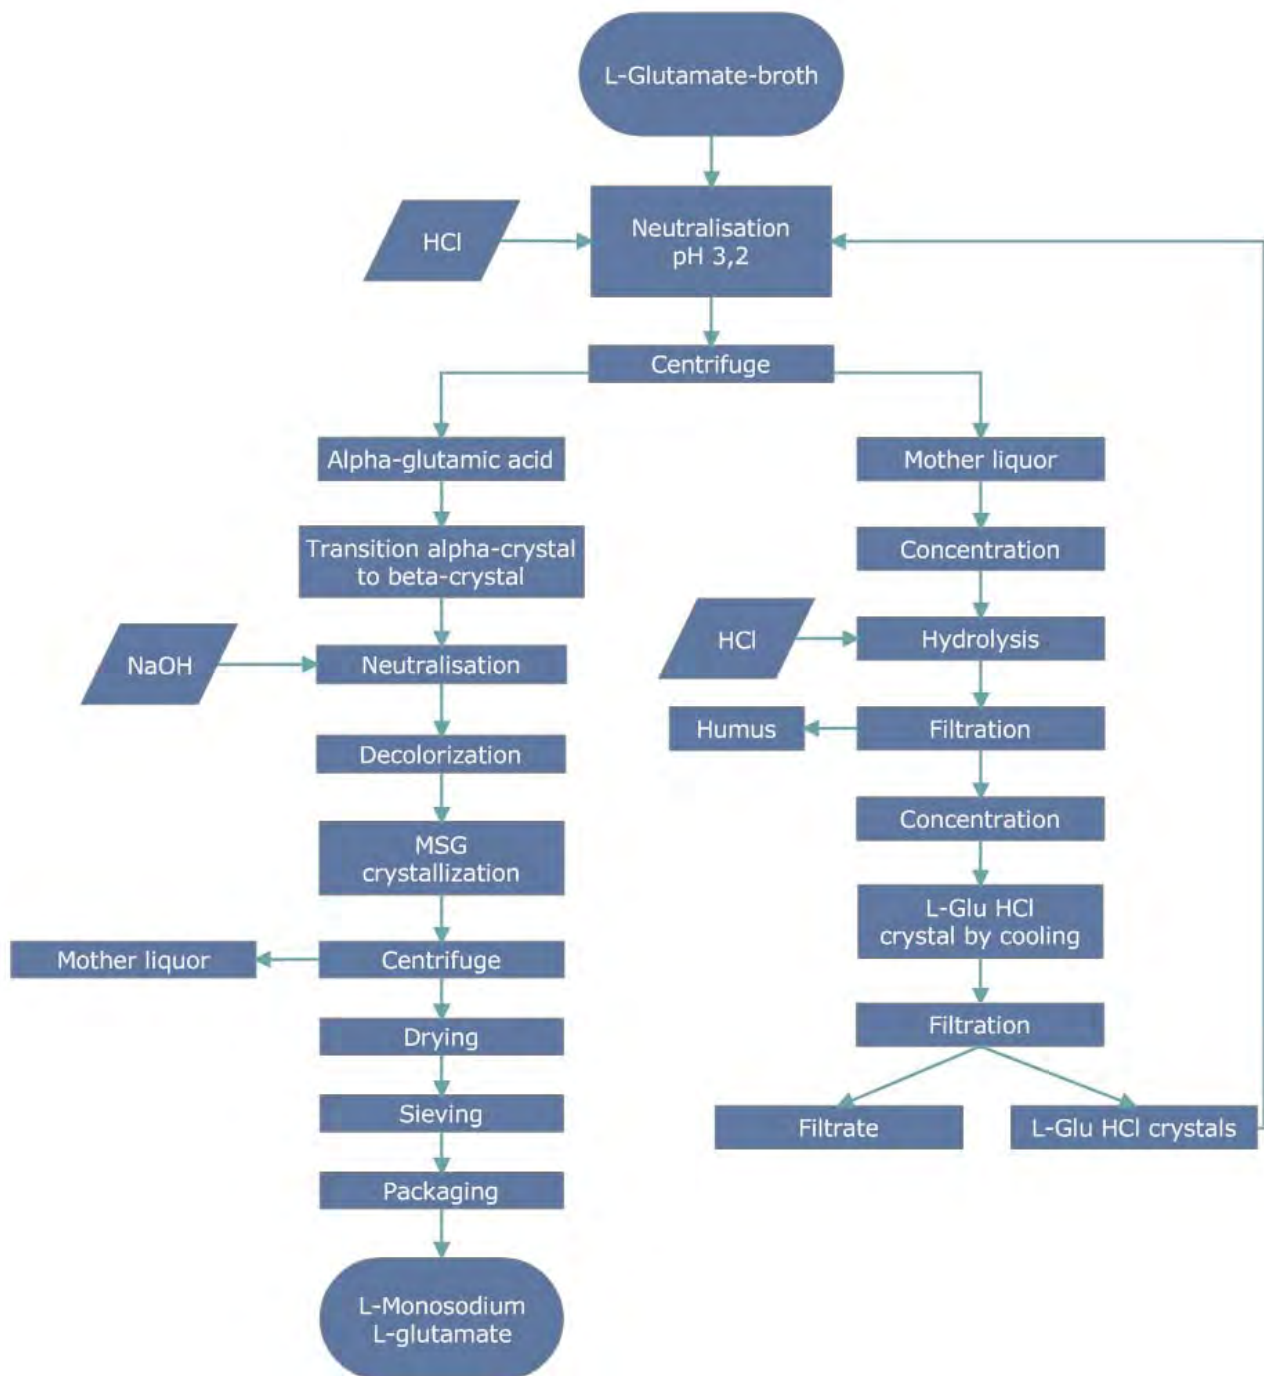 L-Glutamate-broth
HCl
Neutralisation
pH 3,2
Centrifuge
Alpha-glutamic acid
Transition alpha-crystal
to beta-crystal
NaOH
Neutralisation
Decolorization
MSG
crystallization
Mother liquor
Centrifuge
Drying
Sieving
Packaging
L-Monosodium
L-glutamate
Mother liquor
Concentration
HCl
Hydrolysis
Humus
Filtration
Concentration
L-Glu HCl
crystal by cooling
Filtration
Filtrate
L-Glu HCl crystals